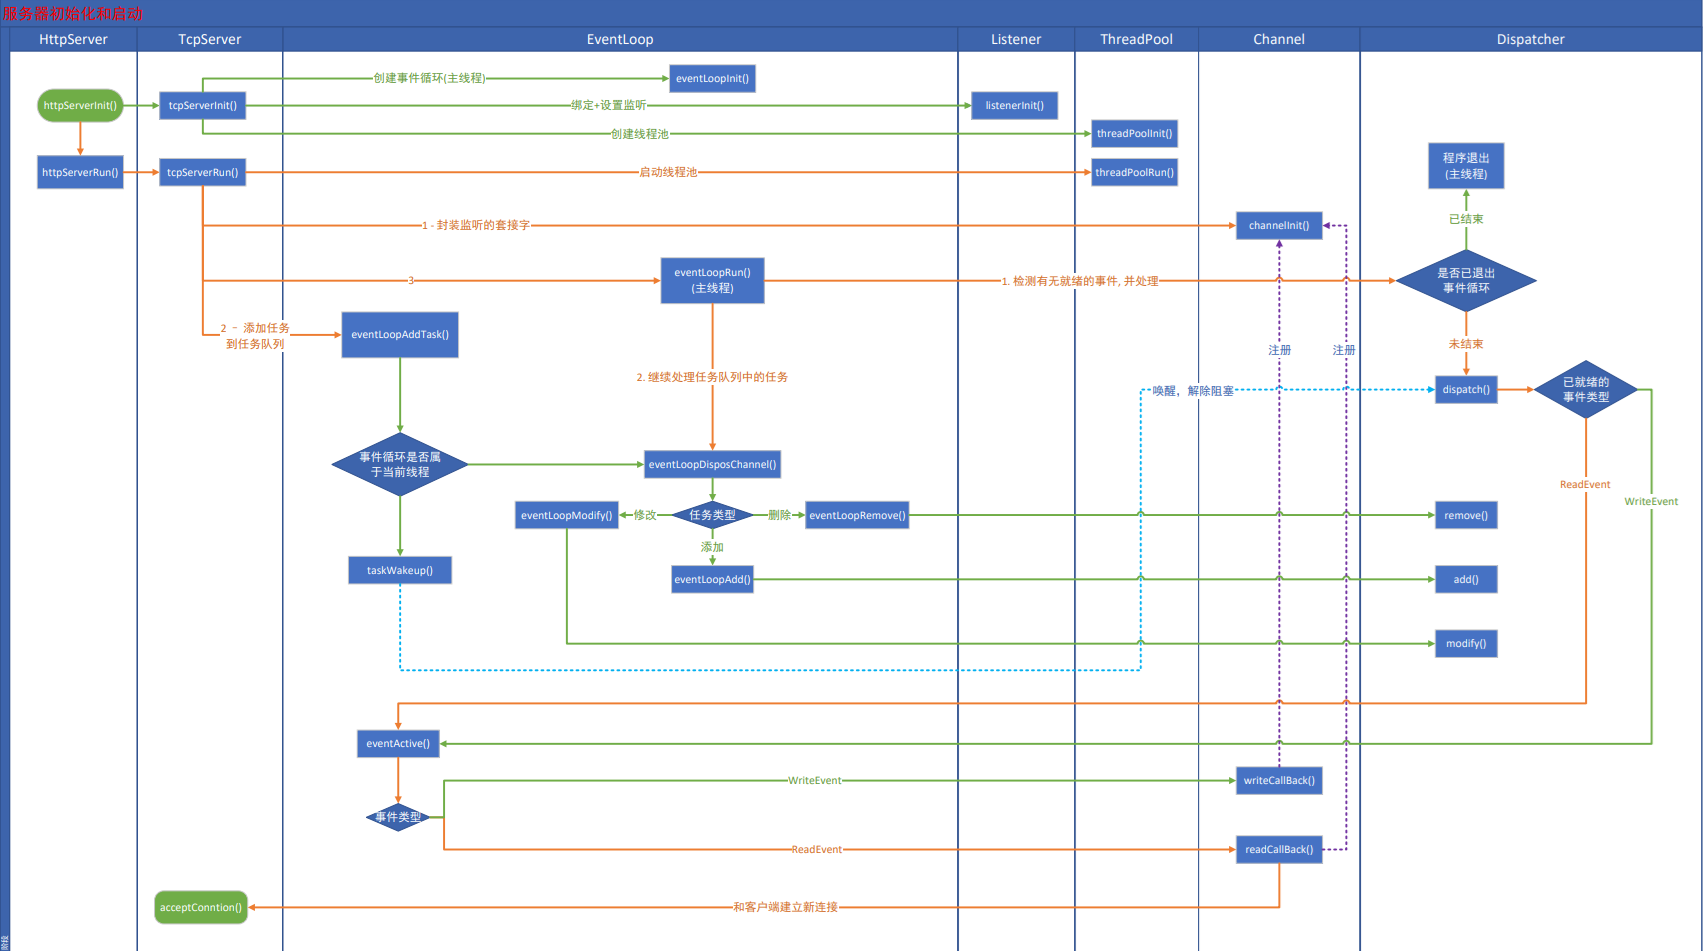 服务器初始化和启动
HttpServer
TcpServer
EventLoop
Listener
ThreadPool
Channel
Dispatcher
创建事件循环(主线程)
eventLoopInit()
httpServerInit()
tcpServerInit()
绑定+设置监听
listenerInit()
创建线程池
threadPoolInit()
httpServerRun()
tcpServerRun()
启动线程池
threadPoolRun()
程序退出
(主线程)
已结束
1 - 封装监听的套接字
channelInit()
3
eventLoopRun()
(主线程)
1. 检测有无就绪的事件, 并处理
是否已退出
事件循环
2 - 添加任务
到任务队列
eventLoopAddTask()
注册
注册
未结束
2. 继续处理任务队列中的任务
唤醒，解除阻塞
dispatch()
已就绪的
事件类型
事件循环是否属
于当前线程
eventLoopDisposChannel()
ReadEvent
WriteEvent
eventLoopModify()
修改
任务类型
删除
eventLoopRemove()
remove()
添加
taskWakeup()
eventLoopAdd()
add()
modify()
eventActive()
WriteEvent
writeCallBack()
事件类型
ReadEvent
readCallBack()
acceptConntion()
和客户端建立新连接
阶段